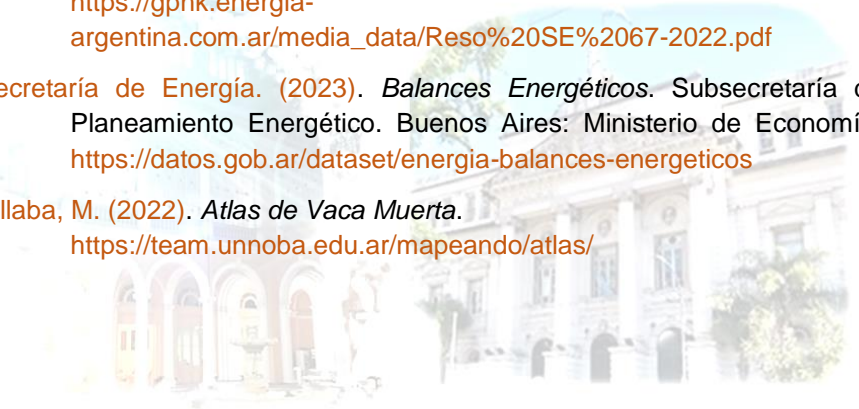 https://gpnk.energia-
argentina.com.ar/media_data/Reso%20SE%2067-2022.pdf
ecretaría de Energía. (2023). Balances Energéticos. Subsecretaría
Planeamiento Energético. Buenos Aires: Ministerio de Economí
https://datos.gob.ar/dataset/energia-balances-energeticos
llaba, M. (2022). Atlas de Vaca Muerta.
https://team.unnoba.edu.ar/mapeando/atlas/